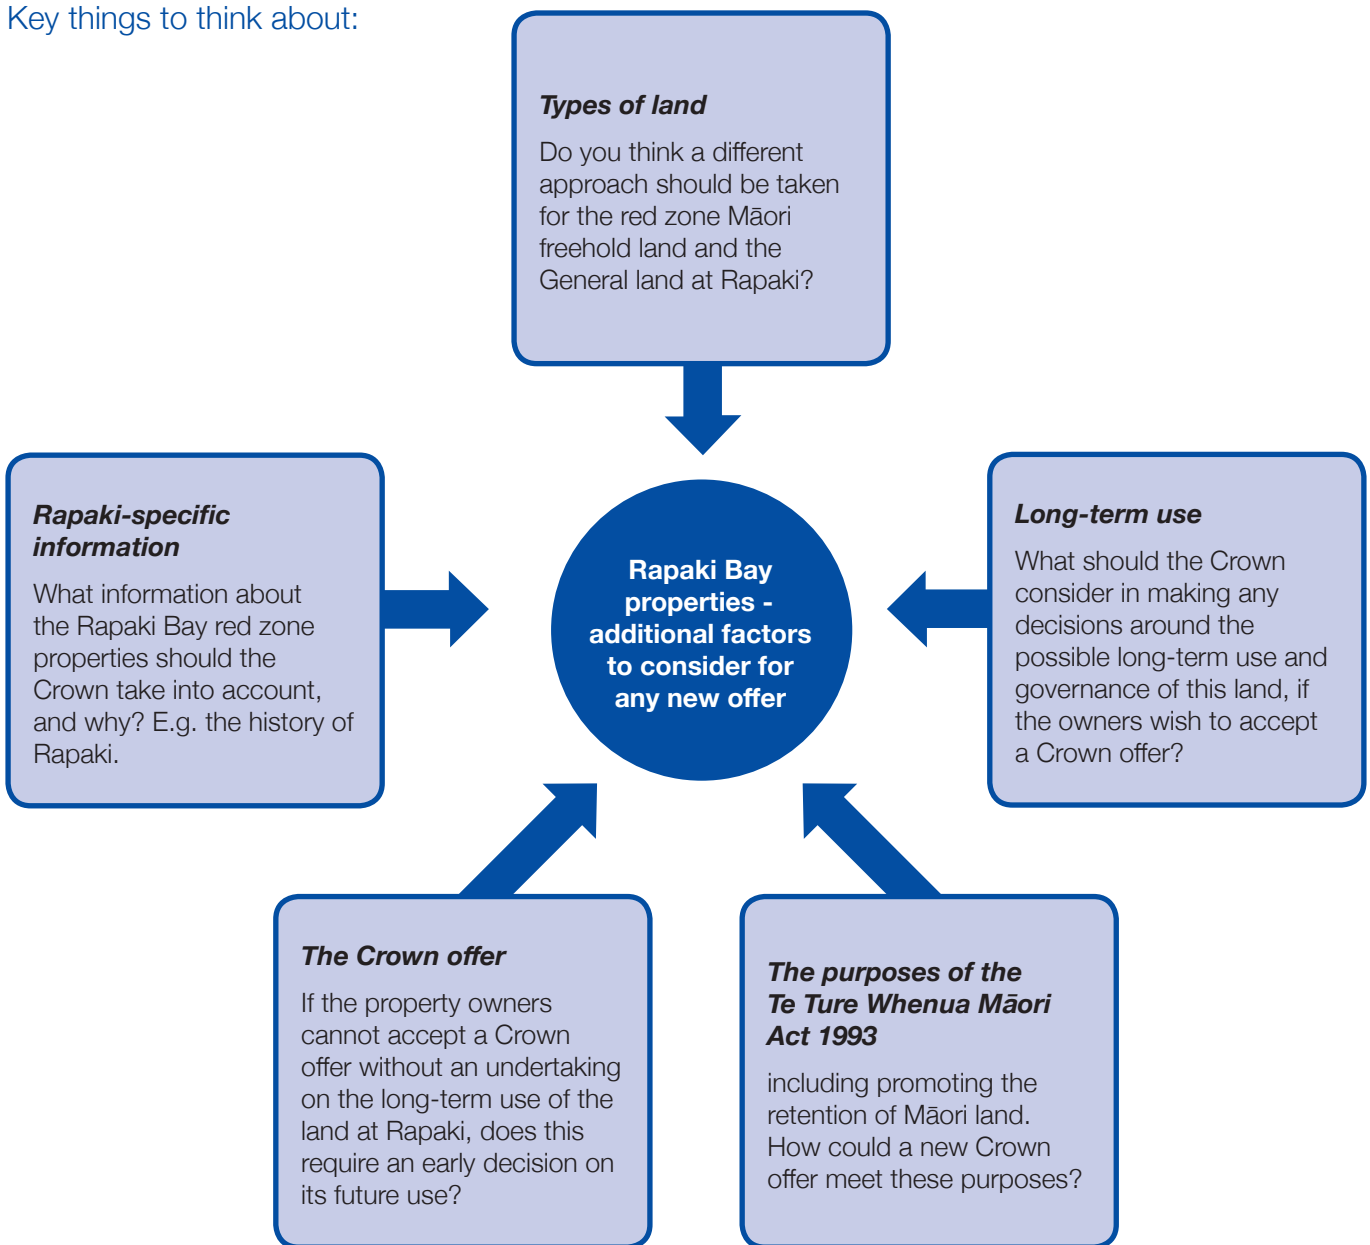 Key things to think about:
Types of land
Do you think a different
approach should be taken
for the red zone Māori
freehold land and the
General land at Rapaki?
Rapaki-specific
information
What information about
the Rapaki Bay red zone
properties should the
Crown take into account,
and why? E.g. the history of
Rapaki.
Rapaki Bay
properties -
additional factors
to consider for
any new offer
Long-term use
What should the Crown
consider in making any
decisions around the
possible long-term use and
governance of this land, if
the owners wish to accept
a Crown offer?
The Crown offer
If the property owners
cannot accept a Crown
offer without an undertaking
on the long-term use of the
land at Rapaki, does this
require an early decision on
its future use?
The purposes of the
Te Ture Whenua Māori
Act 1993
including promoting the
retention of Māori land.
How could a new Crown
offer meet these purposes?